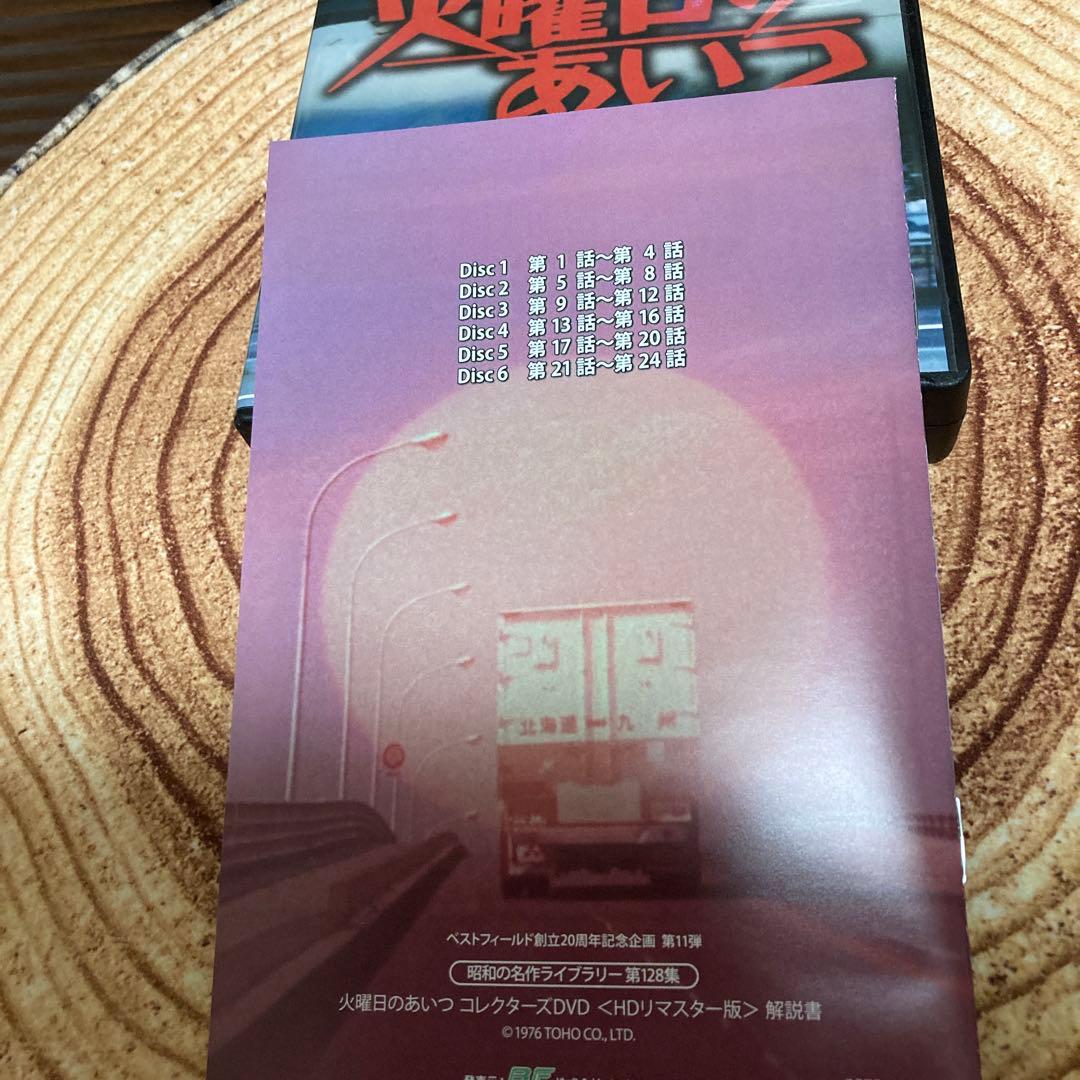 火曜日の
あいつ
Disc 1 第 1 話～第 4 話
Disc 2 第 5 話～第 8 話
Disc 3 第 9 話～第 12 話
Disc 4 第 13 話～第 16 話
Disc 5 第 17 話～第 20 話
Disc 6 第 21 話～第 24 話
北海道ー九州
ベストフィールド創立20周年記念企画 第11弾
昭和の名作ライブラリー 第128集
火曜日のあいつ コレクターズDVD ＜HDリマスター版＞ 解説書
©1976 TOHO CO., LTD.